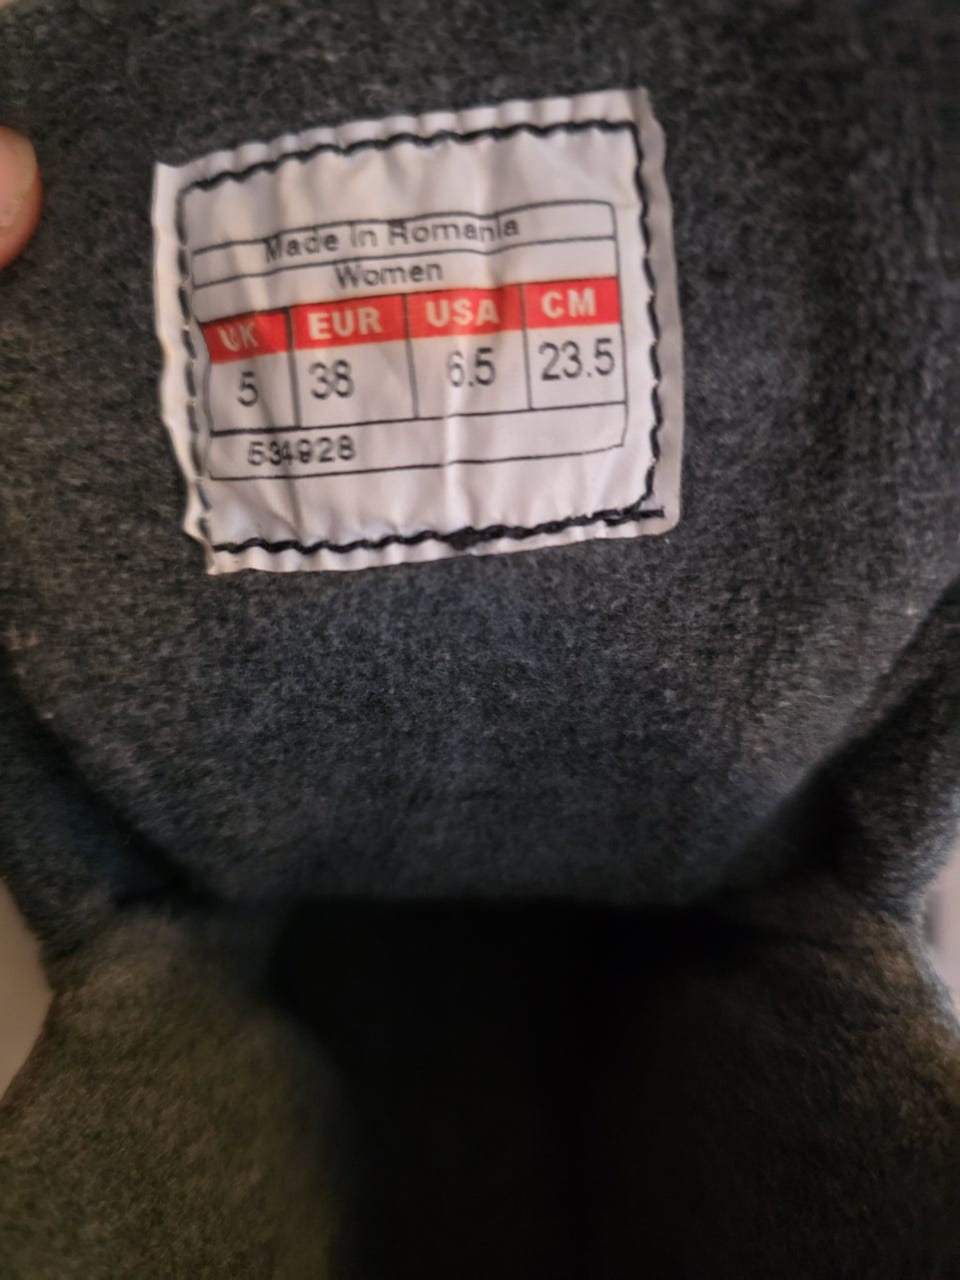 Made In Romania
Women
UK EUR USA CM
5 38 6.5 23.5
534928